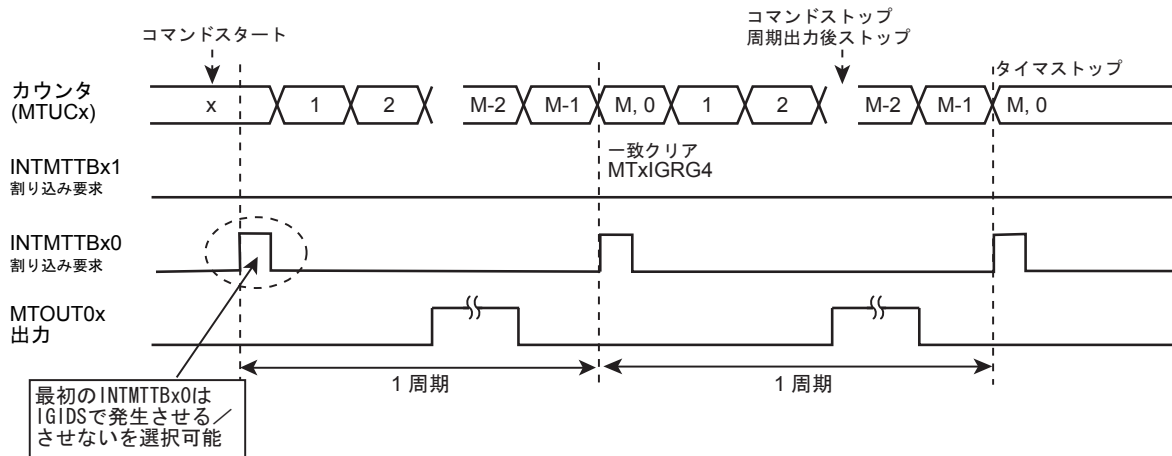 コマンドスタート
コマンドストップ
周期出力後ストップ
タイマストップ
カウンタ
(MTUCx)
x 1 2 M-2 M-1 M, 0 1 2 M-2 M-1 M, 0
一致クリア
MTxIGRG4
INTMTTBx1
割り込み要求
INTMTTBx0
割り込み要求
MTOUT0x
出力
1 周期 1 周期
最初のINTMTTBx0は
IGIDSで発生させる／
させないを選択可能